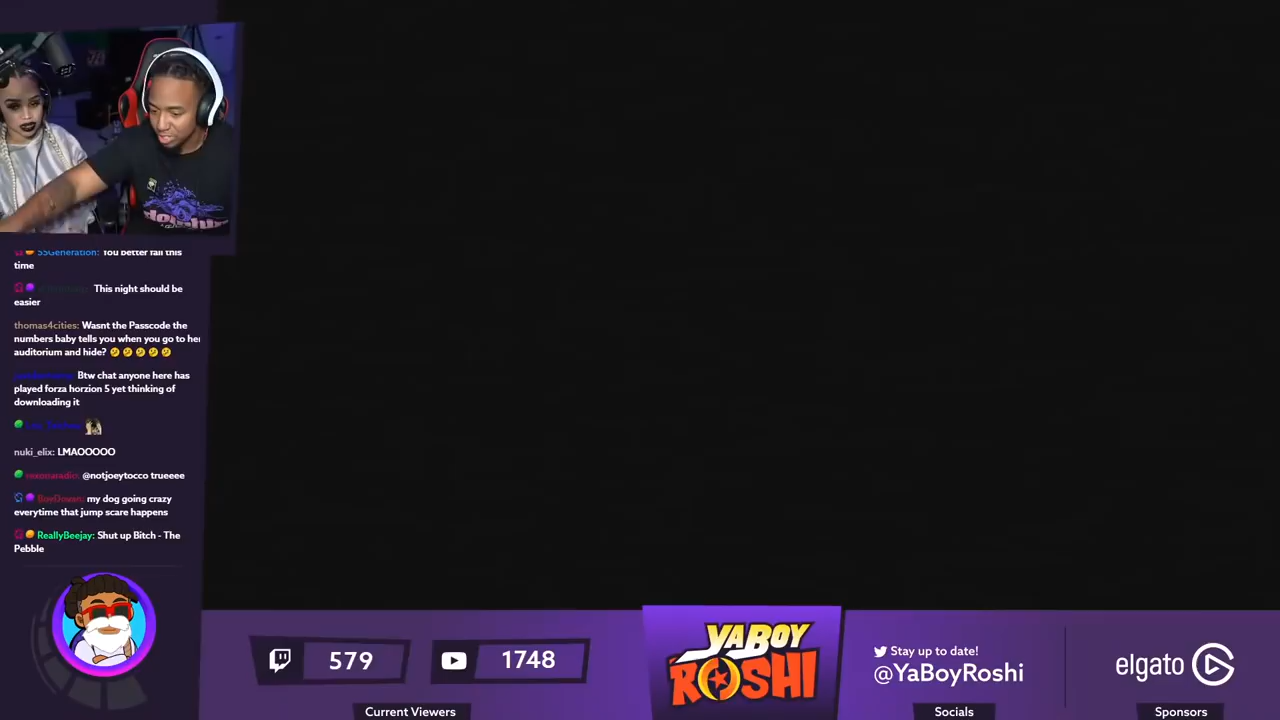 SSGeneration: You better fail this
time
This night should be
easier
thomas4cities: Wasnt the Passcode the
numbers baby tells you when you go to her
auditorium and hide?
Btw chat anyone here has
played forza horzion 5 yet thinking of
downloading it
nuki_elix: LMAOOOOO
@notjoeytocco trueeee
my dog going crazy
everytime that jump scare happens
ReallyBeejay: Shut up Bitch - The
Pebble
579
1748
Current Viewers
YABOY
ROSHI
Stay up to date!
@YaBoyRoshi
Socials
elgato
Sponsors